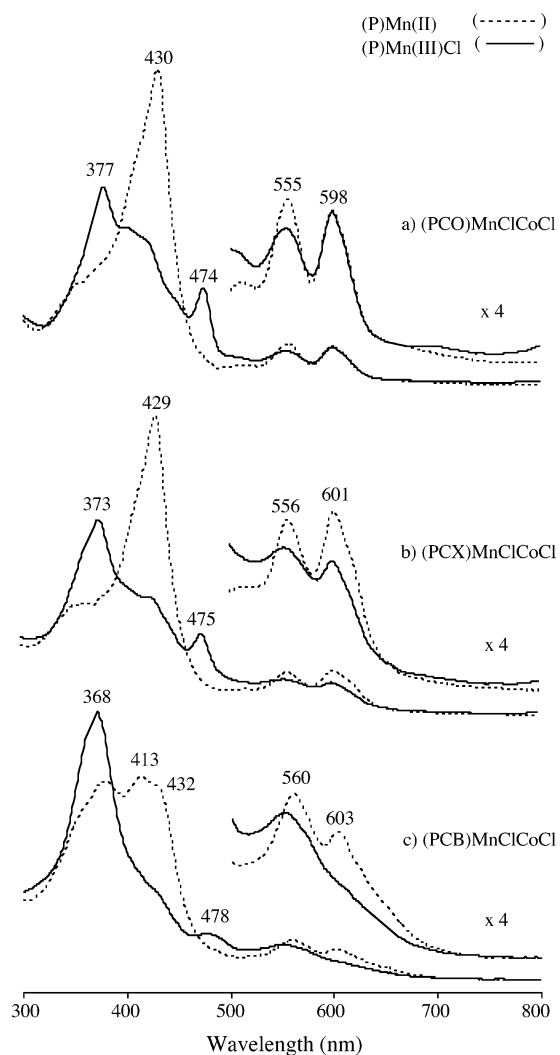 (P)Mn(II) (------)
(P)Mn(III)Cl (——)
430
377
474
555
598
a) (PCO)MnClCoCl
x 4
429
373
475
556
601
b) (PCX)MnClCoCl
x 4
368
413
432
478
560
603
c) (PCB)MnClCoCl
x 4
300 400 500 600 700 800
Wavelength (nm)